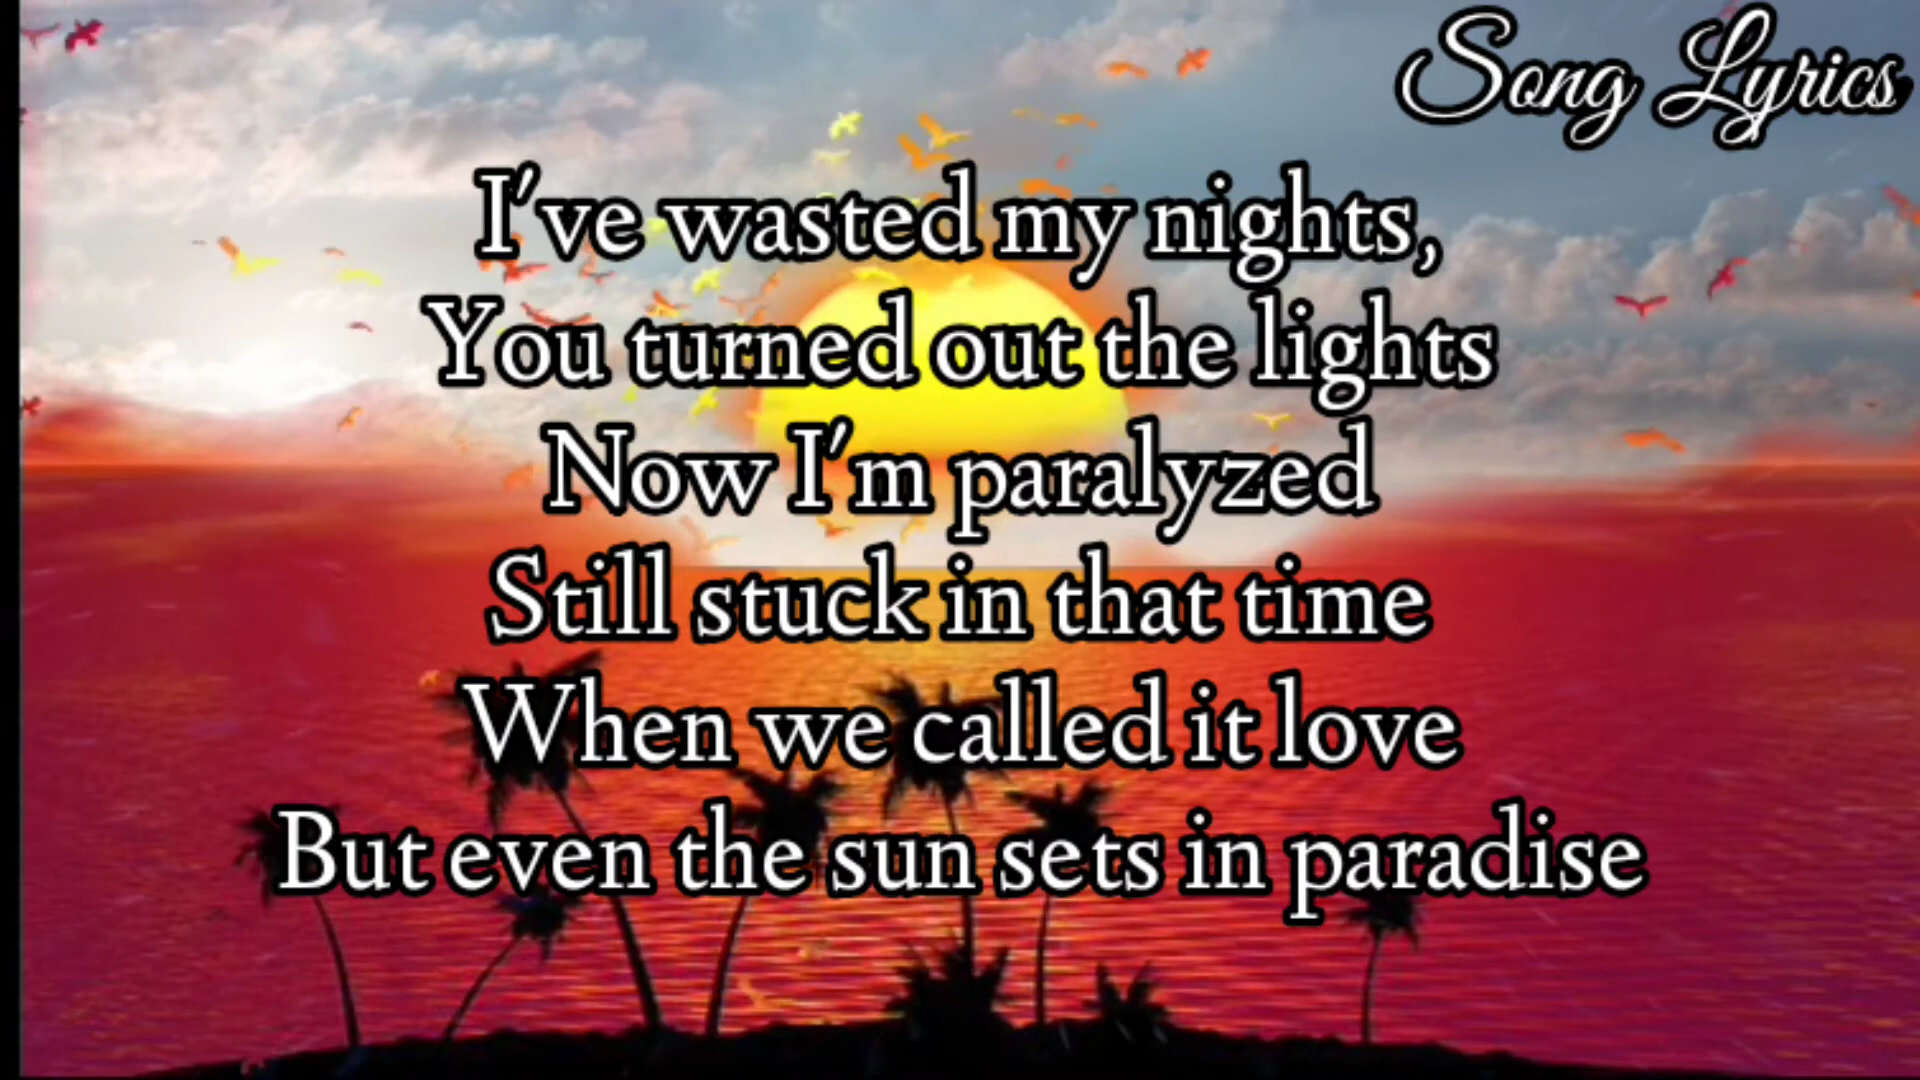 Song Lyrics
I've wasted my nights,
You turned out the lights
Now I'm paralyzed
Still stuck in that time
When we called it love
But even the sun sets in paradise